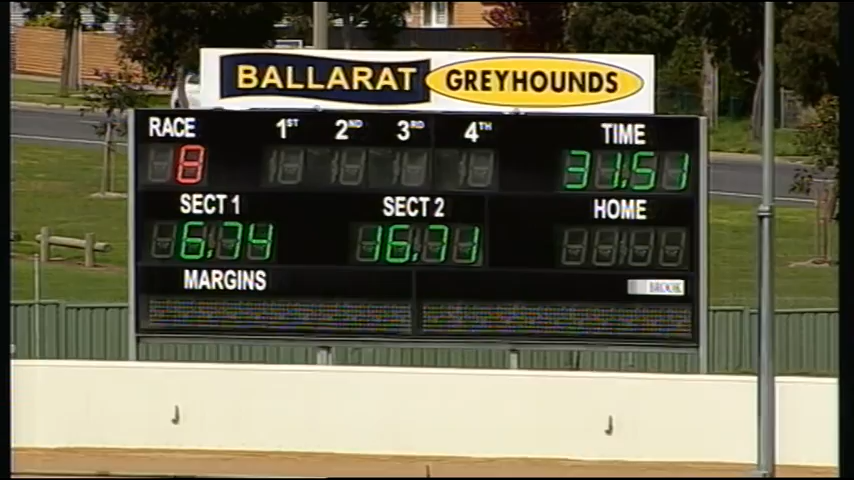 BALLARAT GREYHOUNDS
RACE 1ST 2ND 3RD 4TH TIME
8 31.51
SECT 1 SECT 2 HOME
6.74 16.71
MARGINS BROOK